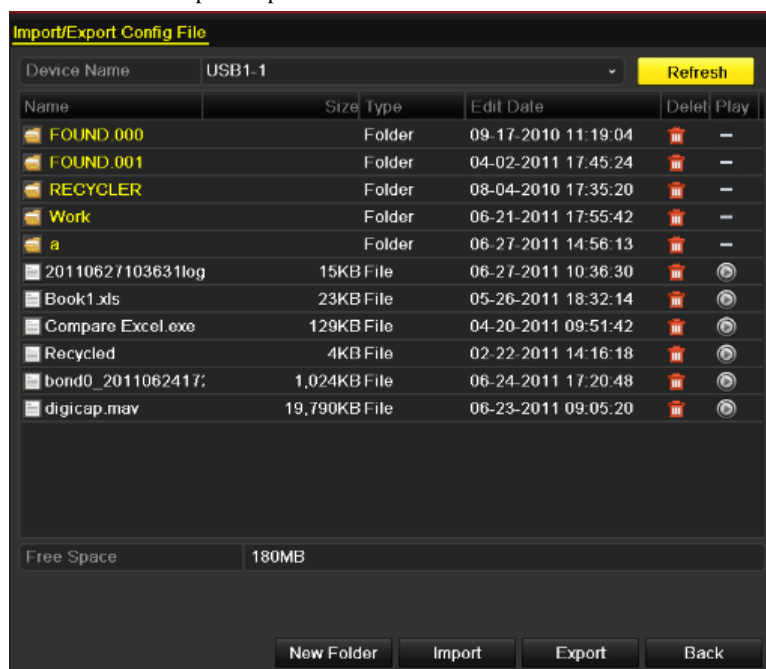 Import/Export Config File
Device Name USB1-1 Refresh
Name Size Type Edit Date Delet Play
FOUND.000 Folder 09-17-2010 11:19:04 –
FOUND.001 Folder 04-02-2011 17:45:24 –
RECYCLER Folder 08-04-2010 17:35:20 –
Work Folder 06-21-2011 17:55:42 –
a Folder 06-27-2011 14:56:13 –
20110627103631log 15KB File 06-27-2011 10:36:30
Book1.xls 23KB File 05-26-2011 18:32:14
Compare Excel.exe 129KB File 04-20-2011 09:51:42
Recycled 4KB File 02-22-2011 14:16:18
bond0_2011062417 1,024KB File 06-24-2011 17:20:48
digicap.mav 19,790KB File 06-23-2011 09:05:20
Free Space 180MB
New Folder Import Export Back